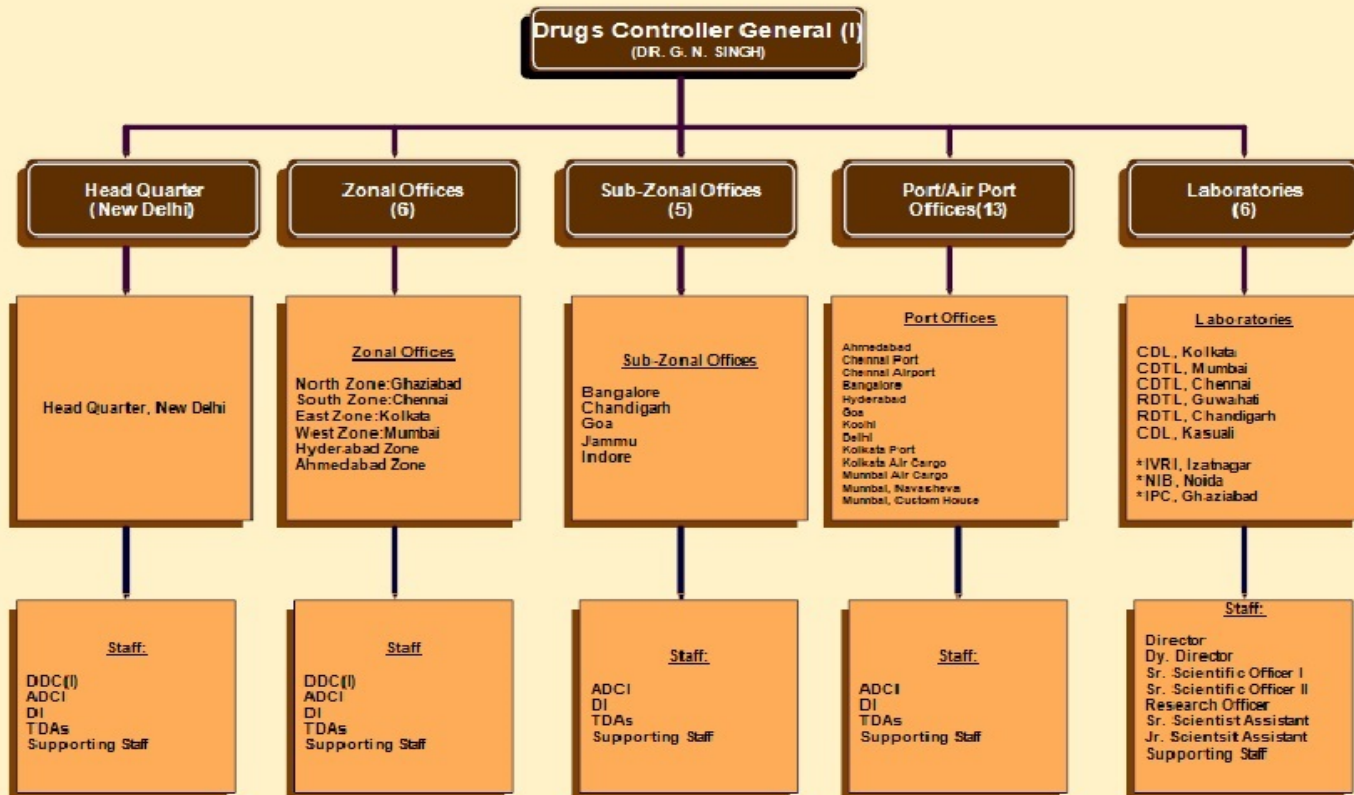 Drugs Controller General (I)
(DR. G. N. SINGH)
Head Quarter
(New Delhi)
Zonal Offices
(6)
Sub-Zonal Offices
(5)
Port/Air Port
Offices(13)
Laboratories
(6)
Head Quarter, New Delhi
Zonal Offices
North Zone:Ghaziabad
South Zone:Chennai
East Zone:Kolkata
West Zone:Mumbai
Hyderabad Zone
Ahmedabad Zone
Sub-Zonal Offices
Bangalore
Chandigarh
Goa
Jammu
Indore
Port Offices
Ahmedabad
Chennai Port
Chennai Airport
Bangalore
Hyderabad
Goa
Kochi
Delhi
Kolkata Port
Kolkata Air Cargo
Mumbai Air Cargo
Mumbai, Navasheva
Mumbai, Custom House
Laboratories
CDL, Kolkata
CDTL, Mumbai
CDTL, Chennai
RDTL, Guwahati
RDTL, Chandigarh
CDL, Kasuali
*IVRI, Izatnagar
*NIB, Noida
*IPC, Ghaziabad
Staff:
DDC(I)
ADCI
DI
TDAs
Supporting Staff
Staff
DDC(I)
ADCI
DI
TDAs
Supporting Staff
Staff:
ADCI
DI
TDAs
Supporting Staff
Staff:
ADCI
DI
TDAs
Supporting Staff
Staff:
Director
Dy. Director
Sr. Scientific Officer I
Sr. Scientific Officer II
Research Officer
Sr. Scientist Assistant
Jr. Scientsit Assistant
Supporting Staff